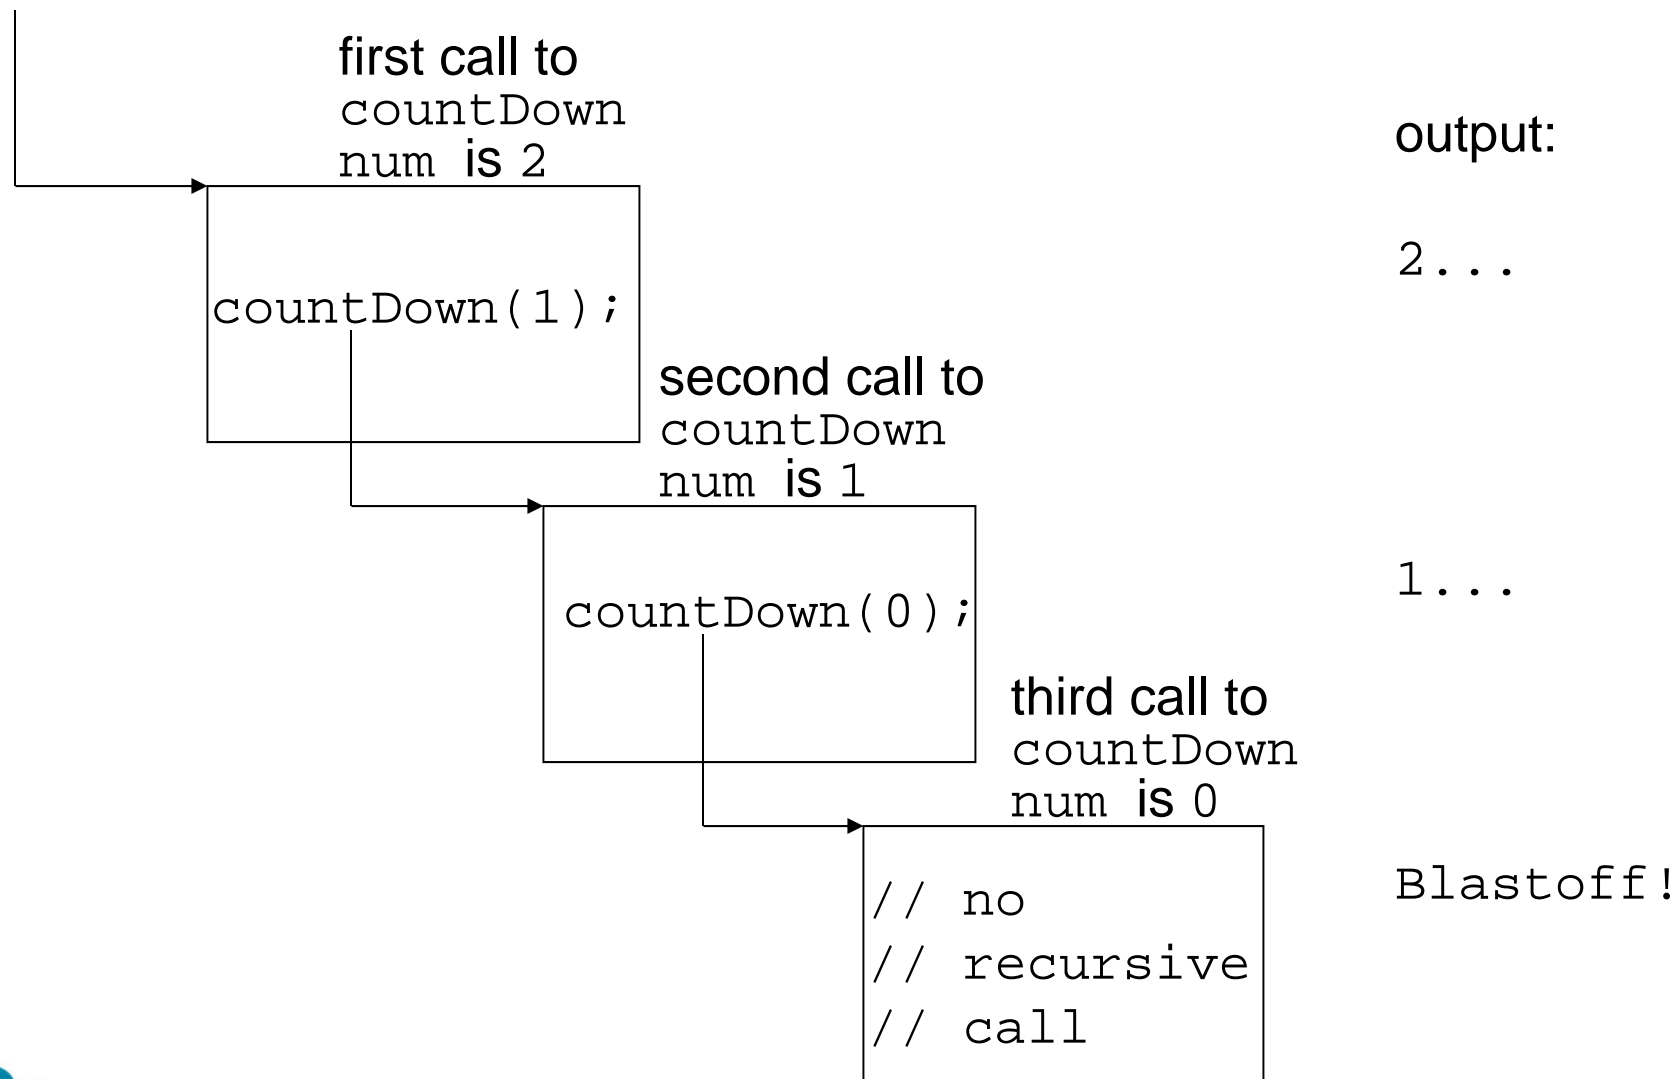 first call to
countDown
num is 2
output:
2...
countDown(1);
second call to
countDown
num is 1
1...
countDown(0);
third call to
countDown
num is 0
Blastoff!
// no
// recursive
// call